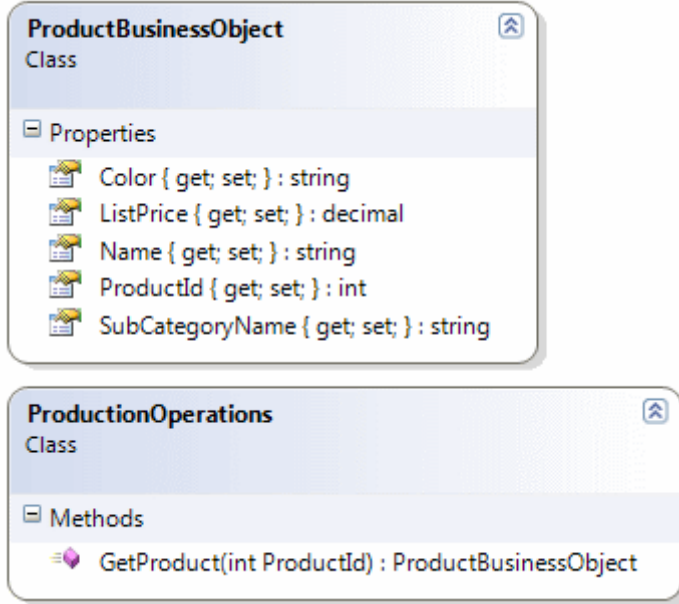 ProductBusinessObject
Class
Properties
Color { get; set; } : string
ListPrice { get; set; } : decimal
Name { get; set; } : string
ProductId { get; set; } : int
SubCategoryName { get; set; } : string
ProductionOperations
Class
Methods
GetProduct(int ProductId) : ProductBusinessObject